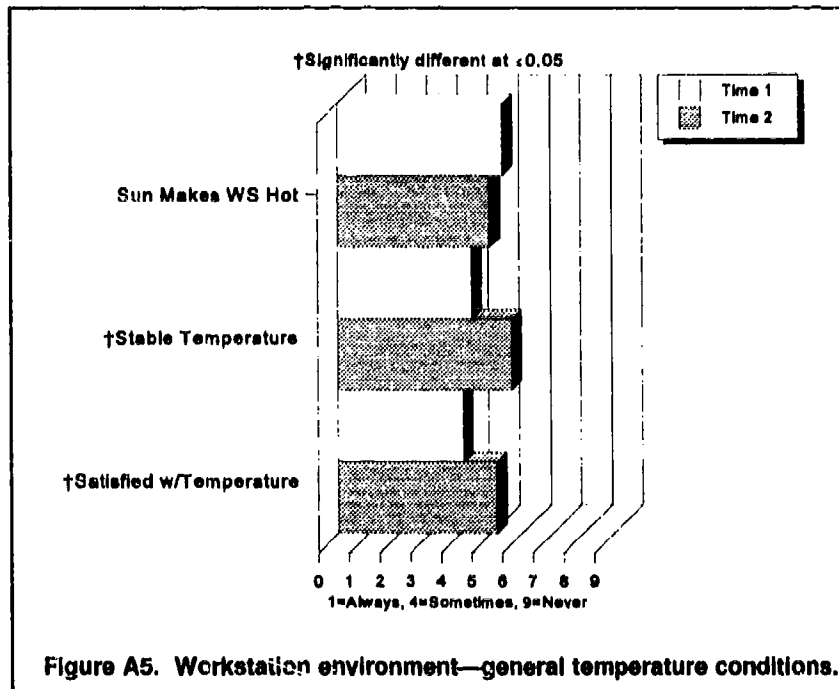 †Significantly different at ≤0.05
Time 1
Time 2
Sun Makes WS Hot
†Stable Temperature
†Satisfied w/Temperature
0 1 2 3 4 5 6 7 8 9
1=Always, 4=Sometimes, 9=Never
Figure A5. Workstation environment—general temperature conditions.